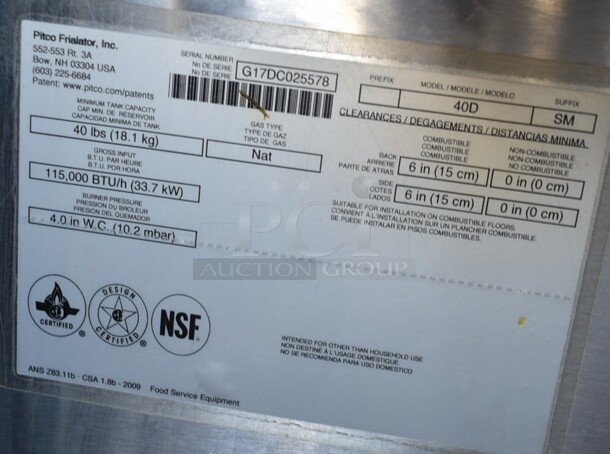 Pitco Frialator, Inc.
552-553 Rt. 3A
Bow, NH 03304 USA
(603) 225-6684
Patent: www.pitco.com/patents
SERIAL NUMBER
No DE SÉRIE
No DE SERIE
G17DC025578
PREFIX
MODEL / MODELE / MODELO
40D
SUFFIX
SM
MINIMUM TANK CAPACITY
CAP MIN. DE RESERVOIR
CAPACIDAD MINIMA DE TANK
40 lbs (18.1 kg)
GAS TYPE
TYPE DE GAZ
TIPO DE GAS
Nat
GROSS INPUT
B.T.U. PAR HEURE
B.T.U. POR HORA
115,000 BTU/h (33.7 kW)
BURNER PRESSURE
PRESSION DU BROLEUR
PRESIÓN DEL QUEMADOR
4.0 in W.C. (10.2 mbar)
CLEARANCES / DEGAGEMENTS / DISTANCIAS MINIMA
COMBUSTIBLE
COMBUSTIBLE
COMBUSTIBLE
NON-COMBUSTIBLE
NON-COMBUSTIBLE
NO COMBUSTIBLE
BACK
ARRIERE
PARTE DE ATRAS
6 in (15 cm)
0 in (0 cm)
SIDE
COTES
LADOS
6 in (15 cm)
0 in (0 cm)
SUITABLE FOR INSTALLATION ON COMBUSTIBLE FLOORS.
CONVIENT À L'INSTALLATION SUR UN PLANCHER COMBUSTIBLE.
SE PUEDE INSTALAR EN PISOS COMBUSTIBLES.
PCI
AUCTION GROUP
CERTIFIED
DESIGN
CERTIFIED
NSF
INTENDED FOR OTHER THAN HOUSEHOLD USE
NON DESTINÉ À L'USAGE DOMESTIQUE.
NO SE RECOMIENDA PARA USO DOMESTICO
ANS Z83.11b - CSA 1.8b - 2009 Food Service Equipment